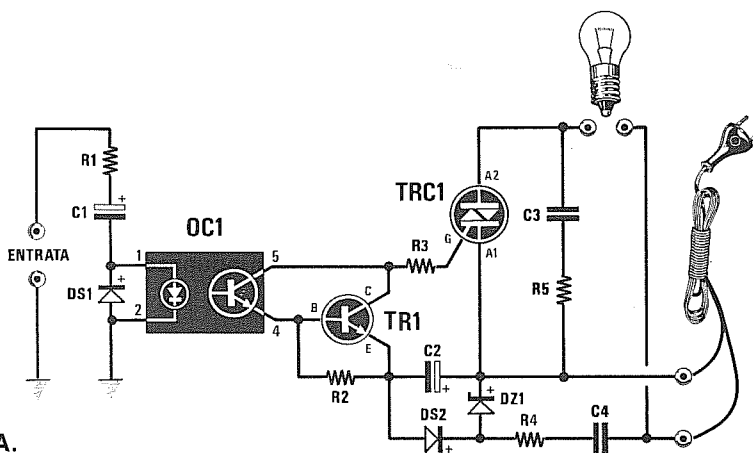 R1
+
C1
ENTRATA
1
DS1
+
2
OC1
5
4
B
C
E
TR1
R2
R3
TRC1
A2
G
A1
C3
R5
C2
+
DS2
+
DZ1
+
R4
C4
A.